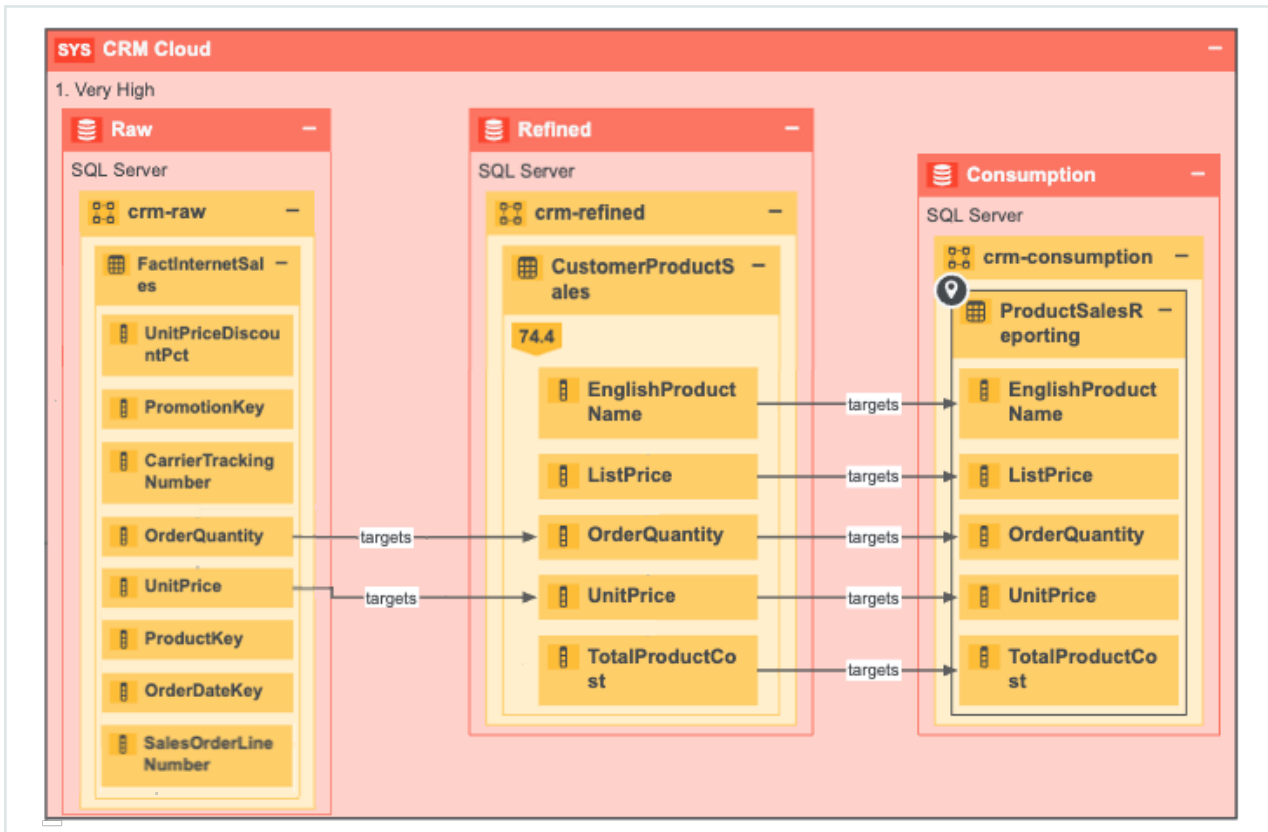 SYS CRM Cloud
1. Very High
Raw
SQL Server
crm-raw
FactInternetSal
es
UnitPriceDiscou
ntPct
PromotionKey
CarrierTracking
Number
OrderQuantity
UnitPrice
ProductKey
OrderDateKey
SalesOrderLine
Number
targets
targets
Refined
SQL Server
crm-refined
CustomerProductS
ales
74.4
EnglishProduct
Name
ListPrice
OrderQuantity
UnitPrice
TotalProductCo
st
targets
targets
targets
targets
targets
Consumption
SQL Server
crm-consumption
ProductSalesR
eporting
EnglishProduct
Name
ListPrice
OrderQuantity
UnitPrice
TotalProductCo
st